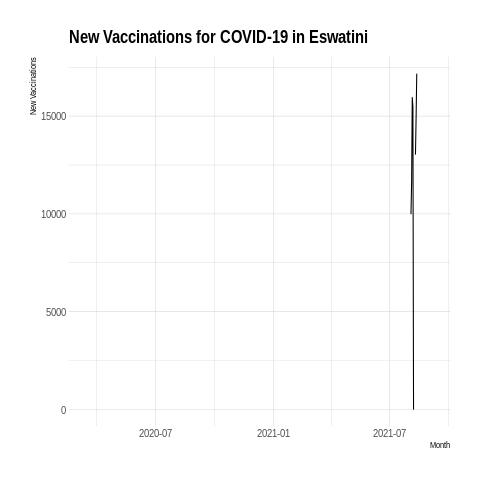 New Vaccinations for COVID-19 in Eswatini
New Vaccinations
15000
10000
5000
0
2020-07
2021-01
2021-07
Month